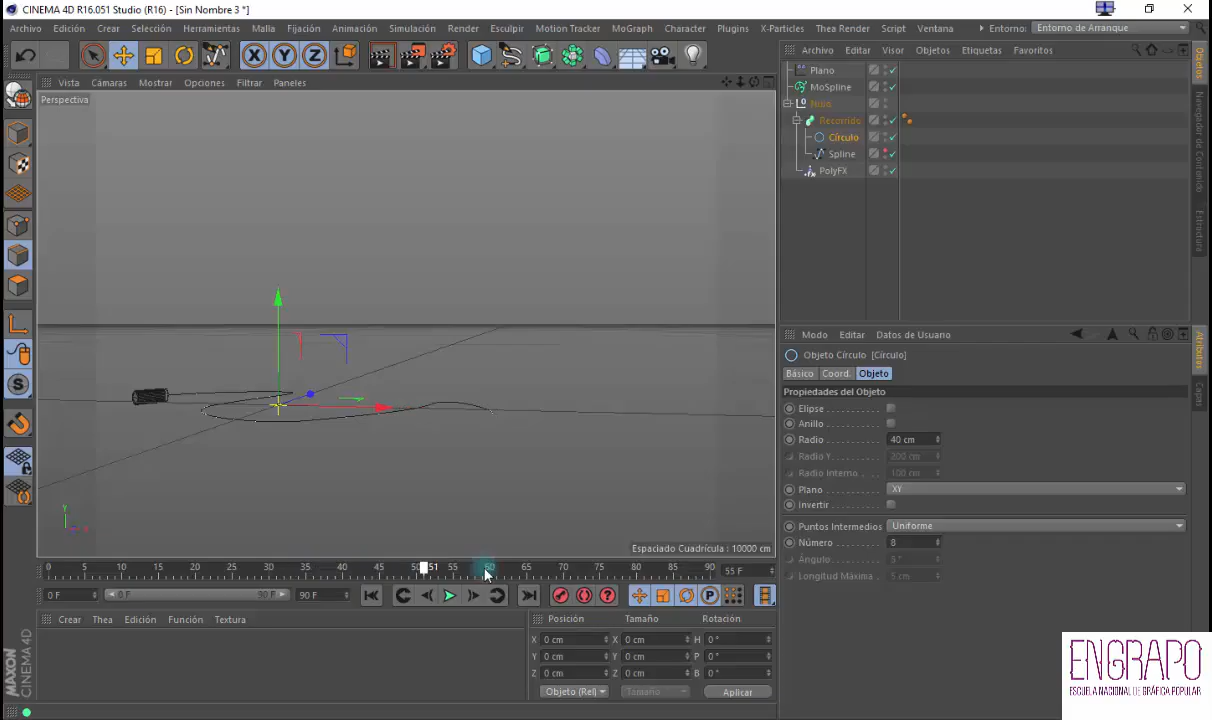 CINEMA 4D R16.051 Studio (R16) - [Sin Nombre 3 *]
Archivo Edición Crear Selección Herramientas Malla Fijación Animación Simulación Render Esculpir Motion Tracker MoGraph Character Plugins X-Particles Thea Render Script Ventana Entorno: Entorno de Arranque
X Y Z
Archivo Editar Visor Objetos Etiquetas Favoritos
Vista Cámaras Mostrar Opciones Filtrar Paneles
Perspectiva
Plano
MoSpline
Recorrido
Círculo
Spline
PolyFX
Objetos
Navegador de Contenido
Estructura
Modo Editar Datos de Usuario
Objeto Círculo [Círculo]
Básico Coord. Objeto
Propiedades del Objeto
Elipse
Anillo
Radio 40 cm
Radio Y 200 cm
Radio Interno 100 cm
Plano XY
Invertir
Puntos Intermedios Uniforme
Número 8
Ángulo 5 °
Longitud Máxima 5 cm
Atributos
Capas
Y
Espaciado Cuadrícula : 10000 cm
0 5 10 15 20 25 30 35 40 45 50 51 55 60 65 70 75 80 85 90 55 F
0 F 0 F 90 F 90 F
Crear Thea Edición Función Textura
Posición Tamaño Rotación
X 0 cm X 0 cm H 0 °
Y 0 cm Y 0 cm P 0 °
Z 0 cm Z 0 cm B 0 °
Objeto (Rel) Tamaño Aplicar
MAXON CINEMA 4D
ENGRAPO
ESCUELA NACIONAL DE GRÁFICA POPULAR